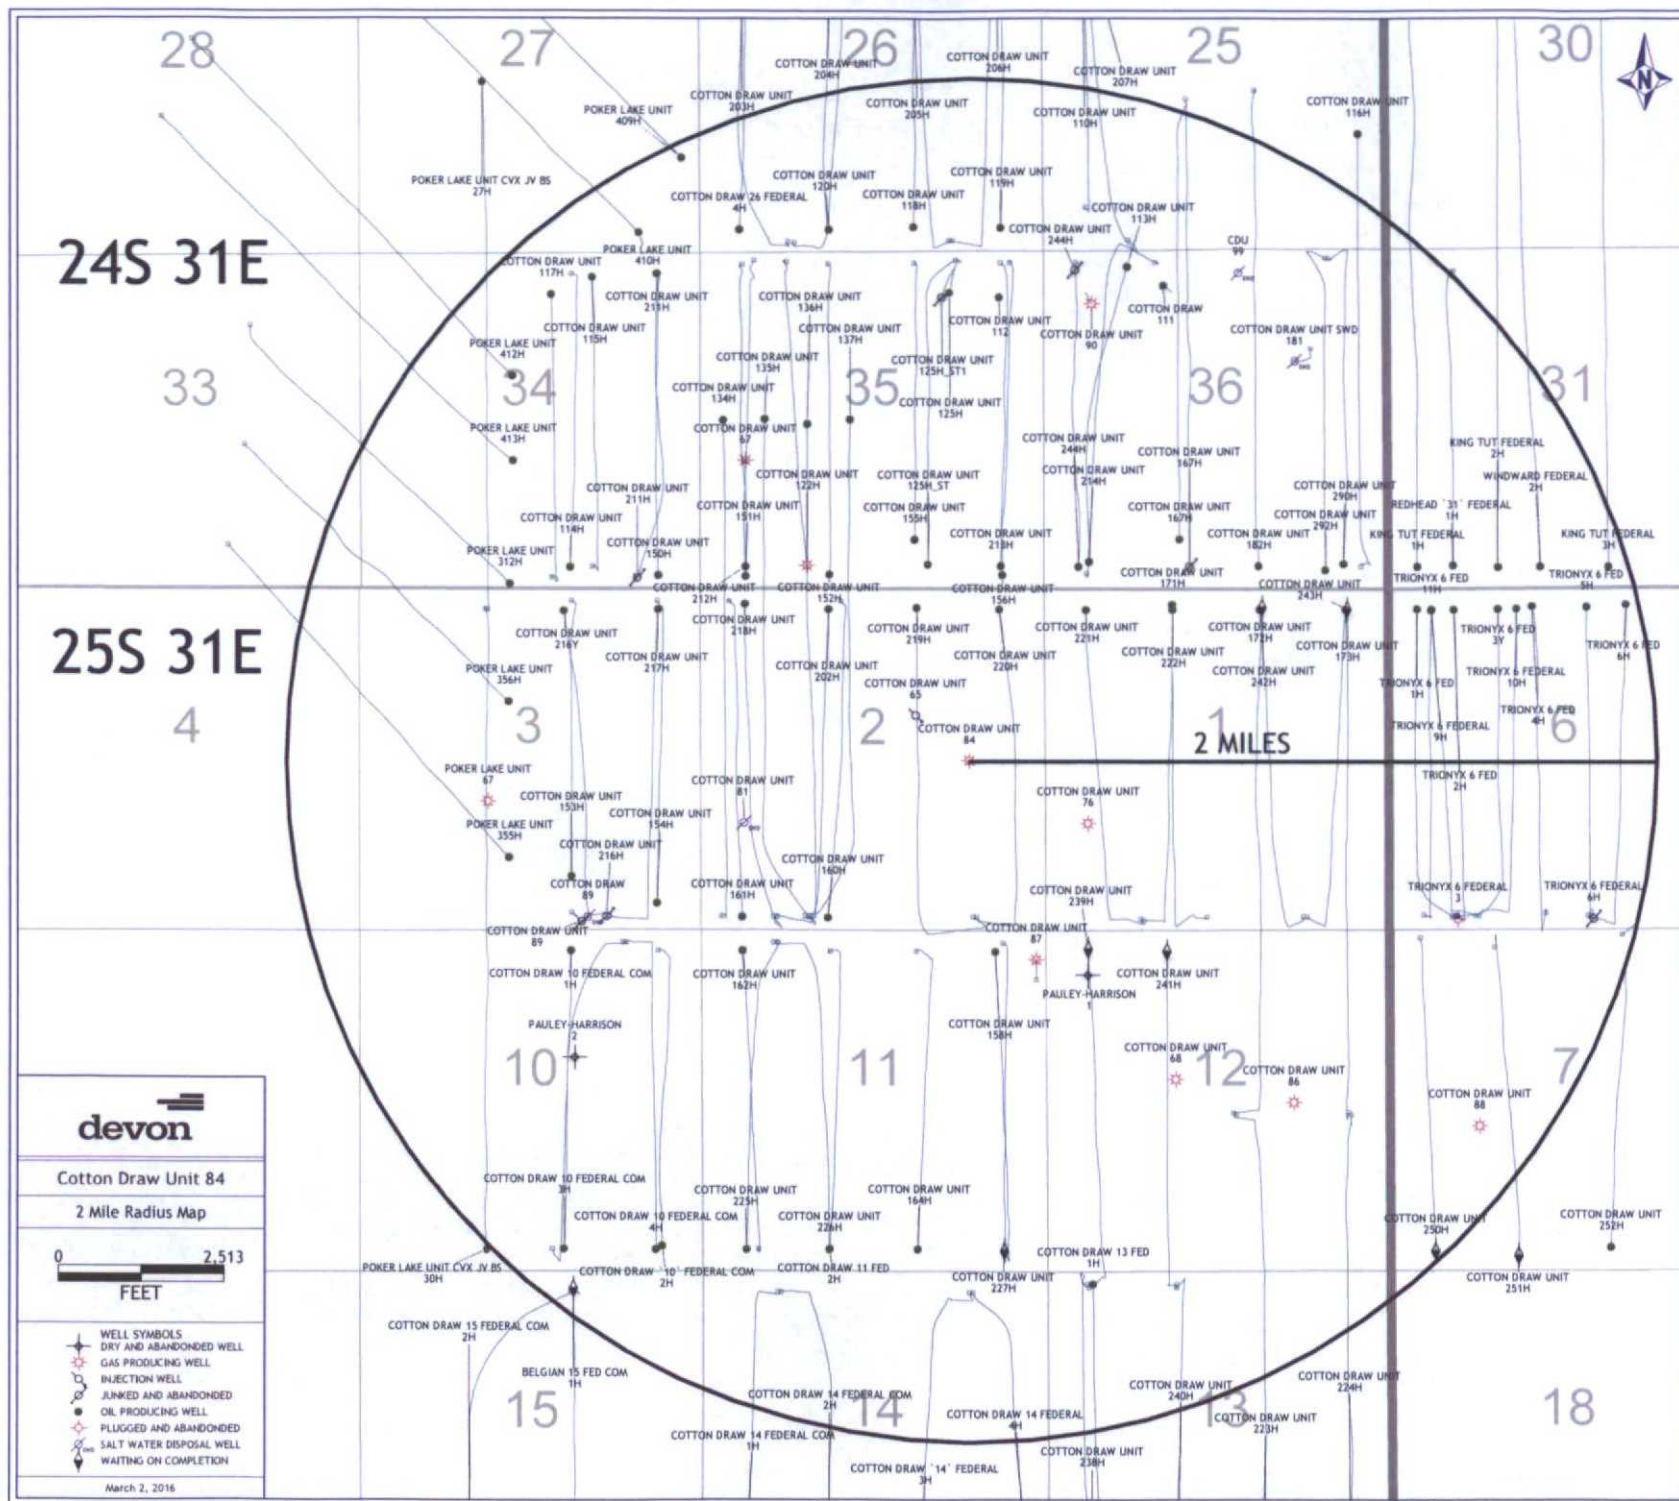 28
27
26
25
30
COTTON DRAW UNIT
204H
COTTON DRAW UNIT
206H
COTTON DRAW UNIT
207H
COTTON DRAW UNIT
203H
COTTON DRAW UNIT
205H
COTTON DRAW UNIT
110H
COTTON DRAW UNIT
116H
POKER LAKE UNIT
409H
N
POKER LAKE UNIT CVX JV BS
27H
COTTON DRAW 26 FEDERAL
4H
COTTON DRAW UNIT
120H
COTTON DRAW UNIT
118H
COTTON DRAW UNIT
119H
COTTON DRAW UNIT
244H
COTTON DRAW UNIT
113H
CDU
99
24S 31E
POKER LAKE UNIT
410H
COTTON DRAW UNIT
117H
COTTON DRAW UNIT
211H
COTTON DRAW UNIT
136H
COTTON DRAW UNIT
112
COTTON DRAW
111
COTTON DRAW UNIT
115H
COTTON DRAW UNIT
137H
COTTON DRAW UNIT
90
COTTON DRAW UNIT SWD
181
POKER LAKE UNIT
412H
COTTON DRAW UNIT
135H
COTTON DRAW UNIT
125H_ST1
33
34
35
36
31
COTTON DRAW UNIT
134H
COTTON DRAW UNIT
125H
POKER LAKE UNIT
413H
COTTON DRAW UNIT
67
COTTON DRAW UNIT
244H
KING TUT FEDERAL
2H
COTTON DRAW UNIT
167H
COTTON DRAW UNIT
122H
COTTON DRAW UNIT
125H_ST
COTTON DRAW UNIT
214H
WINDWARD FEDERAL
2H
COTTON DRAW UNIT
211H
COTTON DRAW UNIT
290H
COTTON DRAW UNIT
151H
COTTON DRAW UNIT
155H
REDHEAD '31' FEDERAL
1H
COTTON DRAW UNIT
114H
COTTON DRAW UNIT
167H
COTTON DRAW UNIT
292H
COTTON DRAW UNIT
150H
COTTON DRAW UNIT
213H
COTTON DRAW UNIT
182H
KING TUT FEDERAL
1H
KING TUT FEDERAL
3H
POKER LAKE UNIT
312H
COTTON DRAW UNIT
171H
TRIONYX 6 FED
5H
COTTON DRAW UNIT
212H
COTTON DRAW UNIT
152H
COTTON DRAW UNIT
156H
COTTON DRAW UNIT
243H
TRIONYX 6 FED
11H
25S 31E
COTTON DRAW UNIT
216Y
COTTON DRAW UNIT
218H
COTTON DRAW UNIT
219H
COTTON DRAW UNIT
221H
COTTON DRAW UNIT
172H
TRIONYX 6 FED
3Y
COTTON DRAW UNIT
217H
COTTON DRAW UNIT
220H
COTTON DRAW UNIT
222H
COTTON DRAW UNIT
173H
TRIONYX 6 FED
6H
POKER LAKE UNIT
356H
COTTON DRAW UNIT
202H
COTTON DRAW UNIT
65
COTTON DRAW UNIT
242H
TRIONYX 6 FED
1H
TRIONYX 6 FEDERAL
10H
TRIONYX 6 FED
4H
TRIONYX 6 FEDERAL
9H
4
3
2
1
6
COTTON DRAW UNIT
84
2 MILES
POKER LAKE UNIT
67
COTTON DRAW UNIT
81
COTTON DRAW UNIT
76
TRIONYX 6 FED
2H
COTTON DRAW UNIT
153H
COTTON DRAW UNIT
154H
POKER LAKE UNIT
355H
COTTON DRAW UNIT
216H
COTTON DRAW UNIT
160H
COTTON DRAW
89
COTTON DRAW UNIT
161H
COTTON DRAW UNIT
239H
TRIONYX 6 FEDERAL
3
TRIONYX 6 FEDERAL
6H
COTTON DRAW UNIT
89
COTTON DRAW UNIT
87
COTTON DRAW 10 FEDERAL COM
1H
COTTON DRAW UNIT
162H
COTTON DRAW UNIT
241H
PAULEY-HARRISON
1
PAULEY-HARRISON
2
COTTON DRAW UNIT
158H
COTTON DRAW UNIT
68
10
11
12
7
COTTON DRAW UNIT
86
COTTON DRAW UNIT
88
devon
Cotton Draw Unit 84
2 Mile Radius Map
0 2,513
FEET
COTTON DRAW 10 FEDERAL COM
3H
COTTON DRAW UNIT
225H
COTTON DRAW UNIT
164H
COTTON DRAW 10 FEDERAL COM
4H
COTTON DRAW UNIT
226H
COTTON DRAW UNIT
250H
COTTON DRAW UNIT
252H
POKER LAKE UNIT CVX JV BS
30H
COTTON DRAW '10' FEDERAL COM
2H
COTTON DRAW 11 FED
2H
COTTON DRAW 13 FED
1H
COTTON DRAW UNIT
227H
COTTON DRAW UNIT
251H
COTTON DRAW 15 FEDERAL COM
2H
BELGIAN 15 FED COM
1H
COTTON DRAW UNIT
224H
COTTON DRAW 14 FEDERAL COM
2H
COTTON DRAW UNIT
240H
15
14
13
18
COTTON DRAW 14 FEDERAL
4H
COTTON DRAW UNIT
223H
COTTON DRAW 14 FEDERAL COM
1H
COTTON DRAW UNIT
238H
COTTON DRAW '14' FEDERAL
3H
WELL SYMBOLS
DRY AND ABANDONDED WELL
GAS PRODUCING WELL
INJECTION WELL
JUNKED AND ABANDONDED
OIL PRODUCING WELL
PLUGGED AND ABANDONDED
SALT WATER DISPOSAL WELL
WAITING ON COMPLETION
March 2, 2016